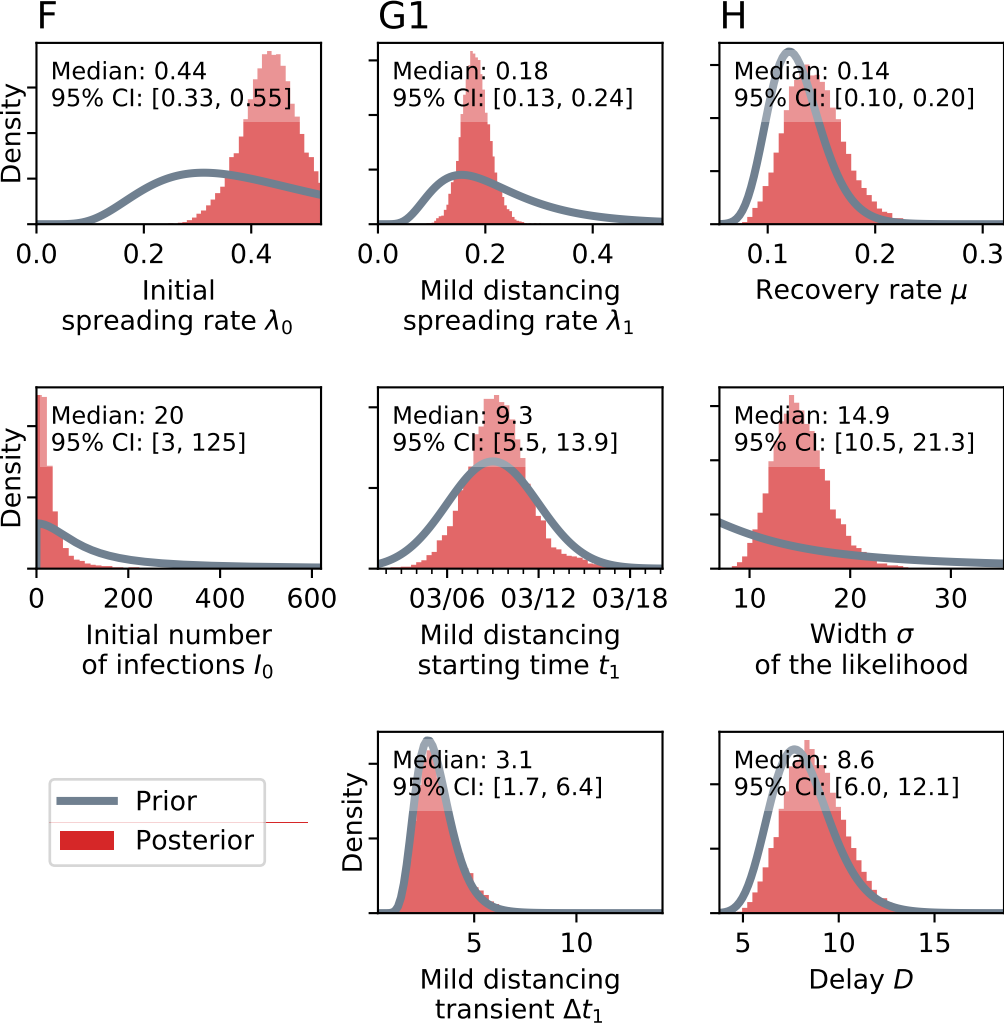 F
G1
H
Median: 0.44
95% CI: [0.33, 0.55]
Density
0.0
0.2
0.4
Initial
spreading rate λ0
Median: 0.18
95% CI: [0.13, 0.24]
0.0
0.2
0.4
Mild distancing
spreading rate λ1
Median: 0.14
95% CI: [0.10, 0.20]
0.1
0.2
0.3
Recovery rate μ
Median: 20
95% CI: [3, 125]
Density
0
200
400
600
Initial number
of infections I0
Median: 9.3
95% CI: [5.5, 13.9]
03/06
03/12
03/18
Mild distancing
starting time t1
Median: 14.9
95% CI: [10.5, 21.3]
10
20
30
Width σ
of the likelihood
Prior
Posterior
Median: 3.1
95% CI: [1.7, 6.4]
Density
5
10
Mild distancing
transient Δt1
Median: 8.6
95% CI: [6.0, 12.1]
5
10
15
Delay D